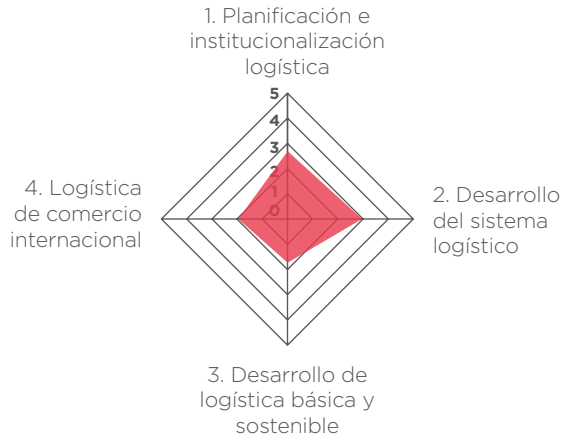 1. Planificación e
institucionalización
logística
5
4
3
2
1
0
4. Logística
de comercio
internacional
2. Desarrollo
del sistema
logístico
3. Desarrollo de
logística básica y
sostenible